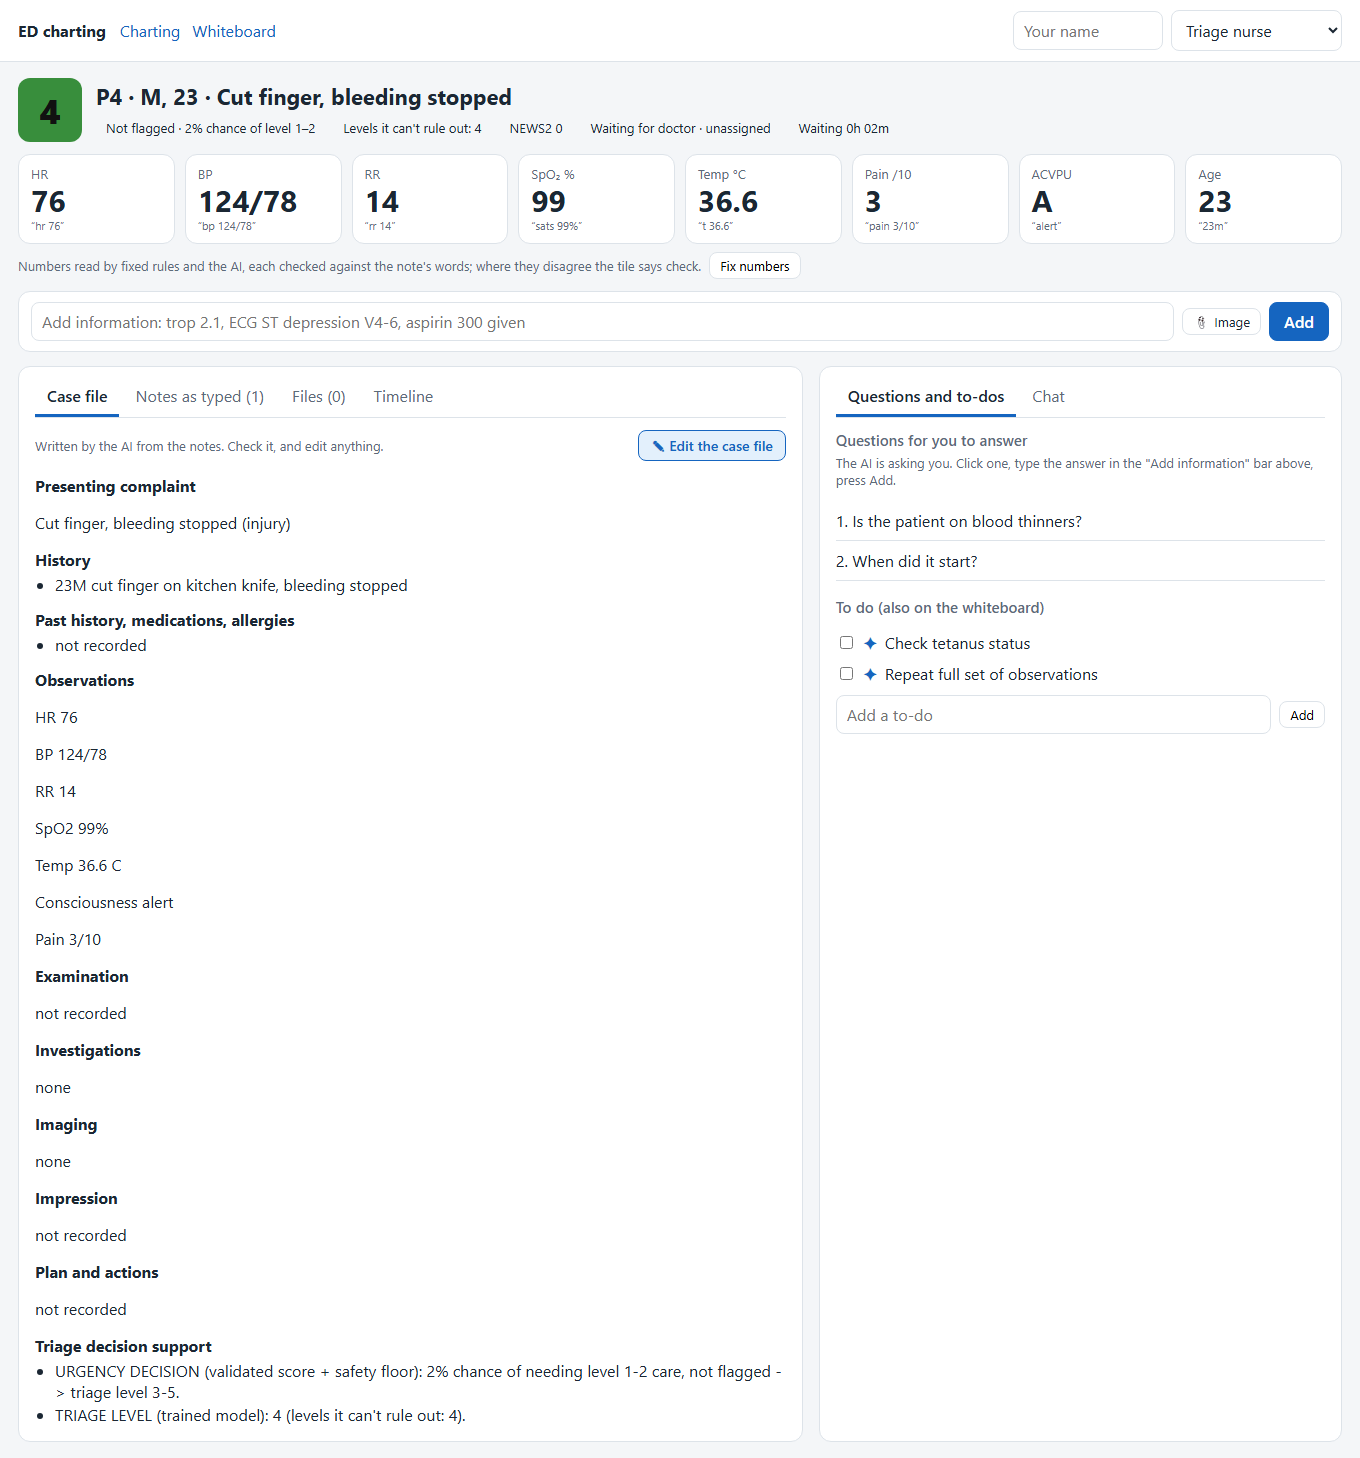 ED charting Charting Whiteboard Your name Triage nurse
4
P4 · M, 23 · Cut finger, bleeding stopped
Not flagged · 2% chance of level 1–2 Levels it can't rule out: 4 NEWS2 0 Waiting for doctor · unassigned Waiting 0h 02m
HR BP RR SpO₂ % Temp °C Pain /10 ACVPU Age
76 124/78 14 99 36.6 3 A 23
“hr 76” “bp 124/78” “rr 14” “sats 99%” “t 36.6” “pain 3/10” “alert” “23m”
Numbers read by fixed rules and the AI, each checked against the note's words; where they disagree the tile says check. Fix numbers
Add information: trop 2.1, ECG ST depression V4-6, aspirin 300 given Image Add
Case file Notes as typed (1) Files (0) Timeline
Written by the AI from the notes. Check it, and edit anything. Edit the case file
Presenting complaint
Cut finger, bleeding stopped (injury)
History
• 23M cut finger on kitchen knife, bleeding stopped
Past history, medications, allergies
• not recorded
Observations
HR 76
BP 124/78
RR 14
SpO2 99%
Temp 36.6 C
Consciousness alert
Pain 3/10
Examination
not recorded
Investigations
none
Imaging
none
Impression
not recorded
Plan and actions
not recorded
Triage decision support
• URGENCY DECISION (validated score + safety floor): 2% chance of needing level 1-2 care, not flagged -
> triage level 3-5.
• TRIAGE LEVEL (trained model): 4 (levels it can't rule out: 4).
Questions and to-dos Chat
Questions for you to answer
The AI is asking you. Click one, type the answer in the "Add information" bar above,
press Add.
1. Is the patient on blood thinners?
2. When did it start?
To do (also on the whiteboard)
Check tetanus status
Repeat full set of observations
Add a to-do Add